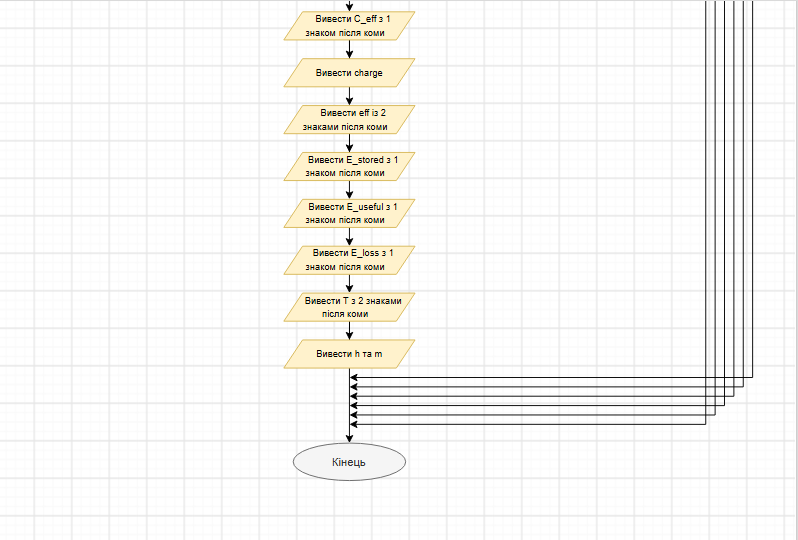 Вивести C_eff з 1
знаком після коми
Вивести charge
Вивести eff із 2
знаками після коми
Вивести E_stored з 1
знаком після коми
Вивести E_useful з 1
знаком після коми
Вивести E_loss з 1
знаком після коми
Вивести T з 2 знаками
після коми
Вивести h та m
Кінець